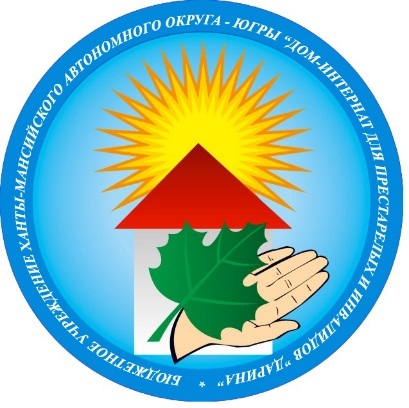 БЮДЖЕТНОЕ УЧРЕЖДЕНИЕ ХАНТЫ-МАНСИЙСКОГО АВТОНОМНОГО ОКРУГА - ЮГРЫ "ДОМ-ИНТЕРНАТ ДЛЯ ПРЕСТАРЕЛЫХ И ИНВАЛИДОВ "ДАРИНА" *